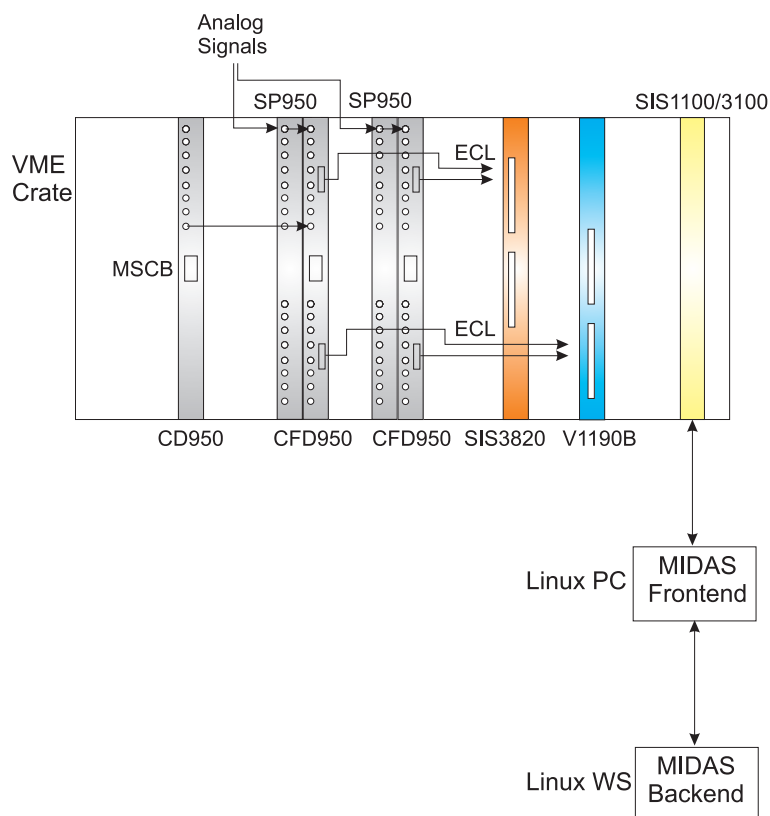 Analog
Signals
SP950
SP950
SIS1100/3100
VME
Crate
ECL
MSCB
ECL
CD950
CFD950
CFD950
SIS3820
V1190B
Linux PC
MIDAS
Frontend
Linux WS
MIDAS
Backend